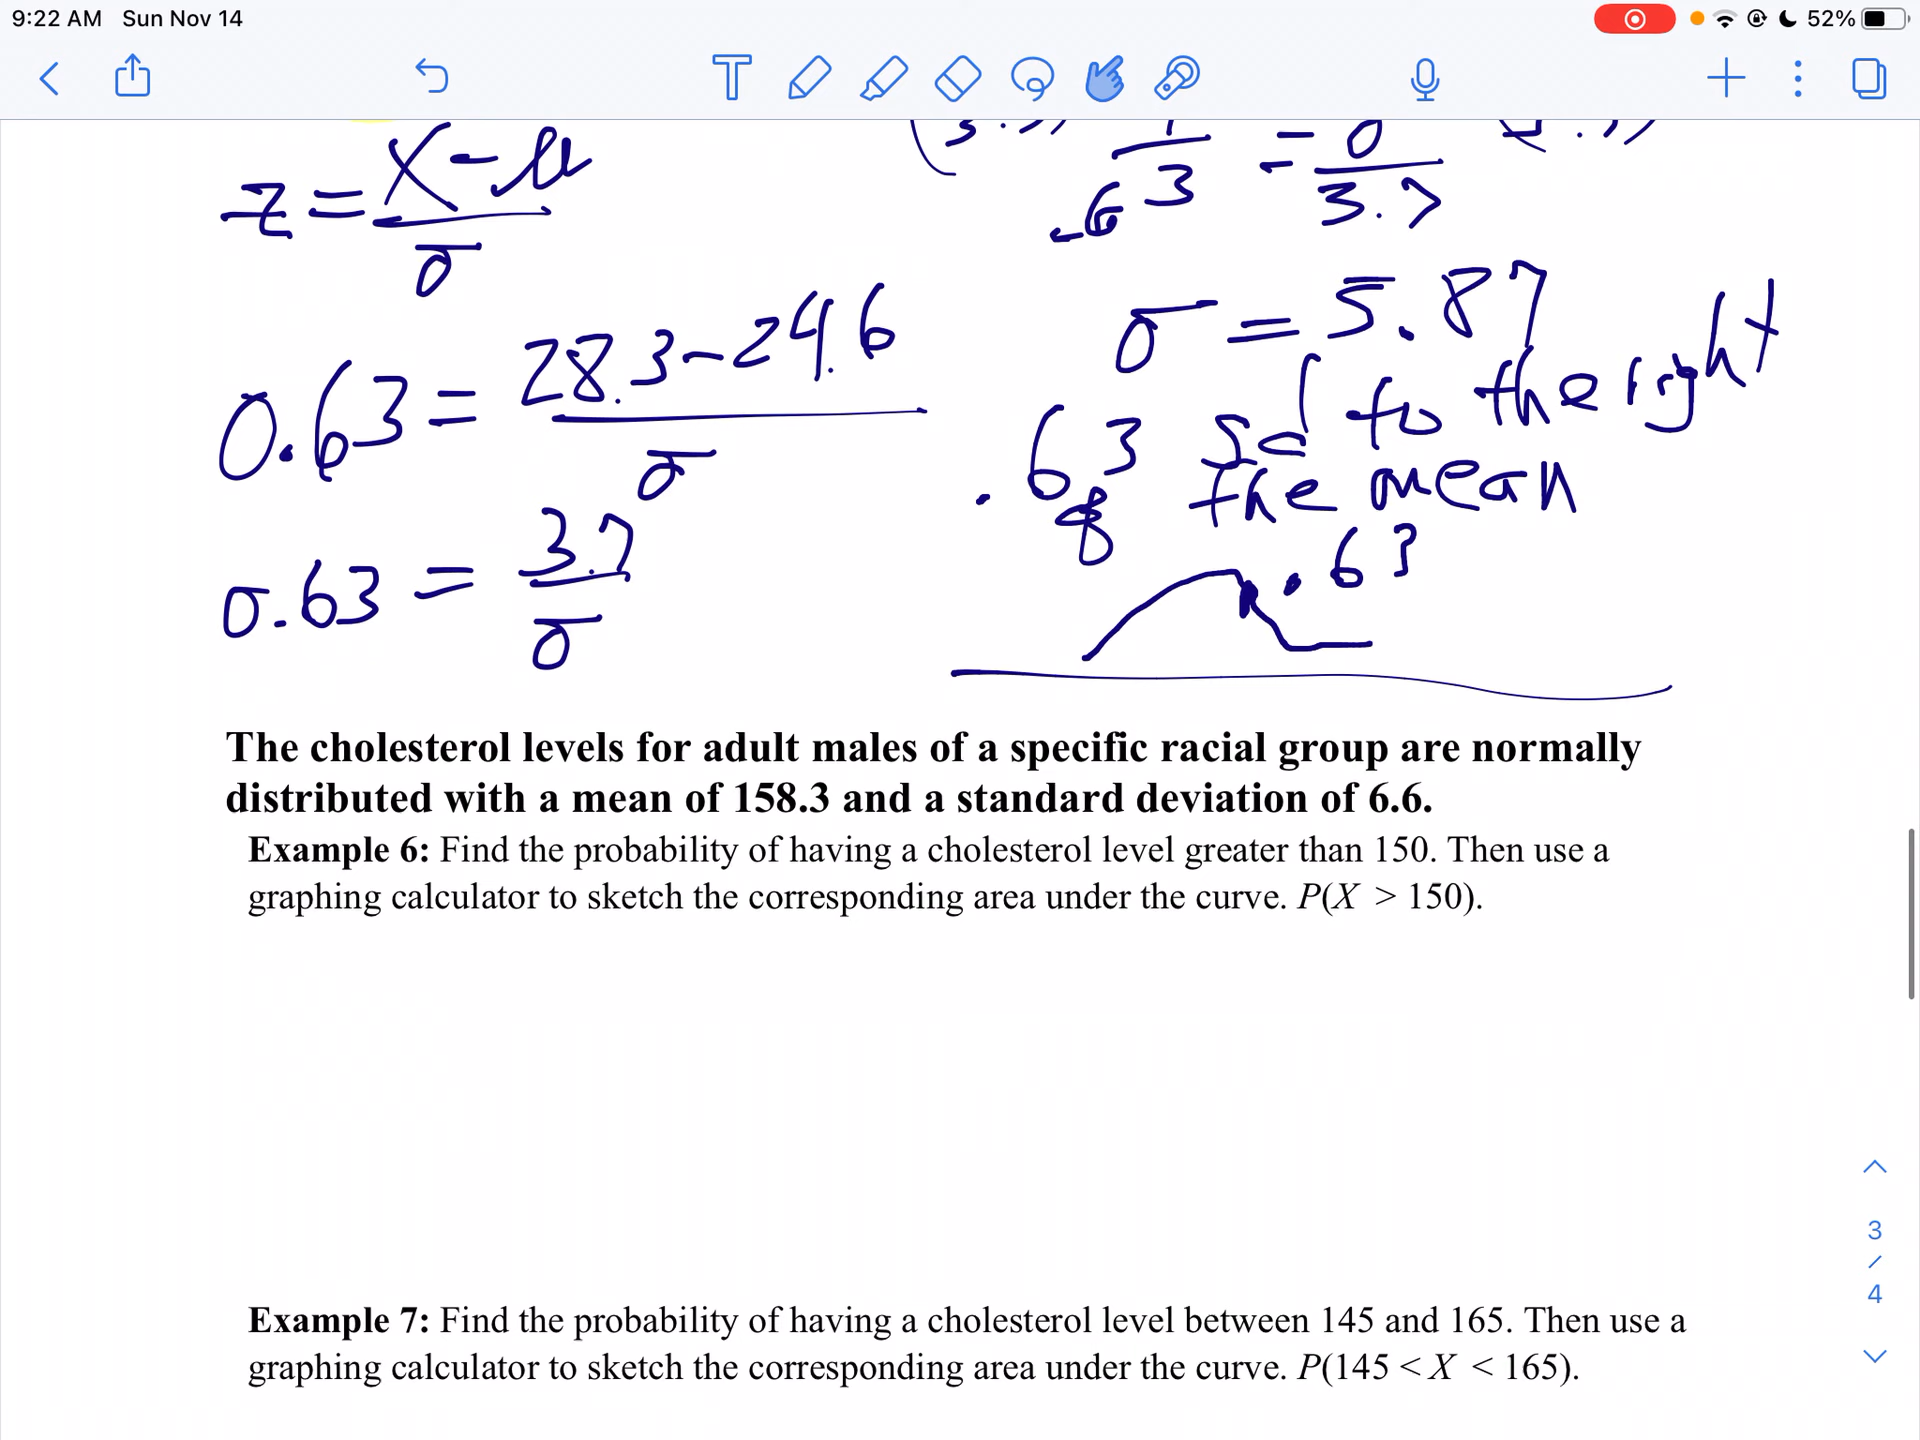 9:22 AM Sun Nov 14
52%
z = X - μ
σ
0.63 = 28.3 - 24.6
σ
0.63 = 3.7
σ
.63
3.7
σ = 5.87
.63 sd to the right
the mean
.63
The cholesterol levels for adult males of a specific racial group are normally
distributed with a mean of 158.3 and a standard deviation of 6.6.
Example 6: Find the probability of having a cholesterol level greater than 150. Then use a
graphing calculator to sketch the corresponding area under the curve. P(X > 150).
Example 7: Find the probability of having a cholesterol level between 145 and 165. Then use a
graphing calculator to sketch the corresponding area under the curve. P(145 < X < 165).
3
/
4